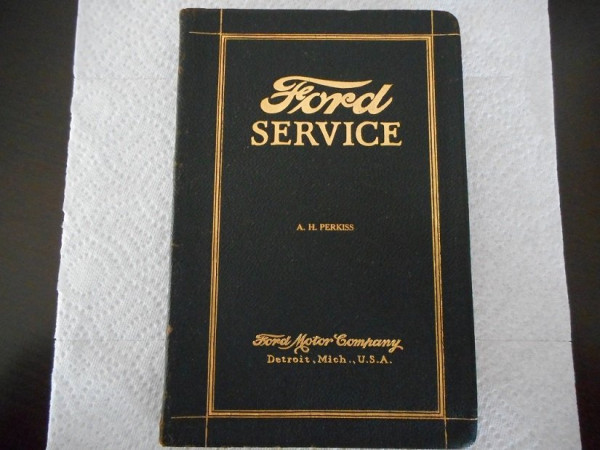 Ford
SERVICE
A. H. PERKISS
Ford Motor Company
Detroit, Mich., U.S.A.